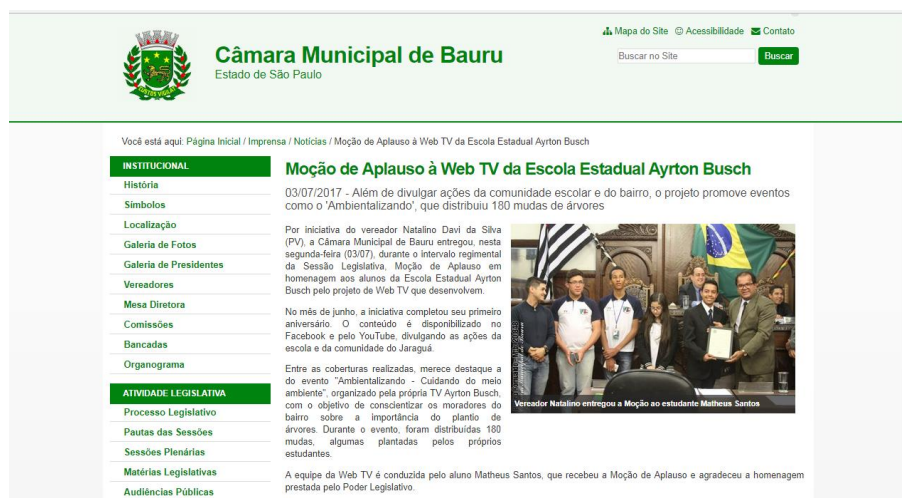 Mapa do Site Acessibilidade Contato
Câmara Municipal de Bauru
Estado de São Paulo
Buscar no Site Buscar
CUSTOS VIGILAT
Você está aqui: Página Inicial / Imprensa / Notícias / Moção de Aplauso à Web TV da Escola Estadual Ayrton Busch
INSTITUCIONAL
História
Símbolos
Localização
Galeria de Fotos
Galeria de Presidentes
Vereadores
Mesa Diretora
Comissões
Bancadas
Organograma
ATIVIDADE LEGISLATIVA
Processo Legislativo
Pautas das Sessões
Sessões Plenárias
Matérias Legislativas
Audiências Públicas
Moção de Aplauso à Web TV da Escola Estadual Ayrton Busch
03/07/2017 - Além de divulgar ações da comunidade escolar e do bairro, o projeto promove eventos
como o 'Ambientalizando', que distribuiu 180 mudas de árvores
Por iniciativa do vereador Natalino Davi da Silva
(PV), a Câmara Municipal de Bauru entregou, nesta
segunda-feira (03/07), durante o intervalo regimental
da Sessão Legislativa, Moção de Aplauso em
homenagem aos alunos da Escola Estadual Ayrton
Busch pelo projeto de Web TV que desenvolvem.
No mês de junho, a iniciativa completou seu primeiro
aniversário. O conteúdo é disponibilizado no
Facebook e pelo YouTube, divulgando as ações da
escola e da comunidade do Jaraguá.
Entre as coberturas realizadas, merece destaque a
do evento "Ambientalizando - Cuidando do meio
ambiente", organizado pela própria TV Ayrton Busch,
com o objetivo de conscientizar os moradores do
bairro sobre a importância do plantio de
árvores. Durante o evento, foram distribuídas 180
mudas, algumas plantadas pelos próprios
estudantes.
Vereador Natalino entregou a Moção ao estudante Matheus Santos
A equipe da Web TV é conduzida pelo aluno Matheus Santos, que recebeu a Moção de Aplauso e agradeceu a homenagem
prestada pelo Poder Legislativo.